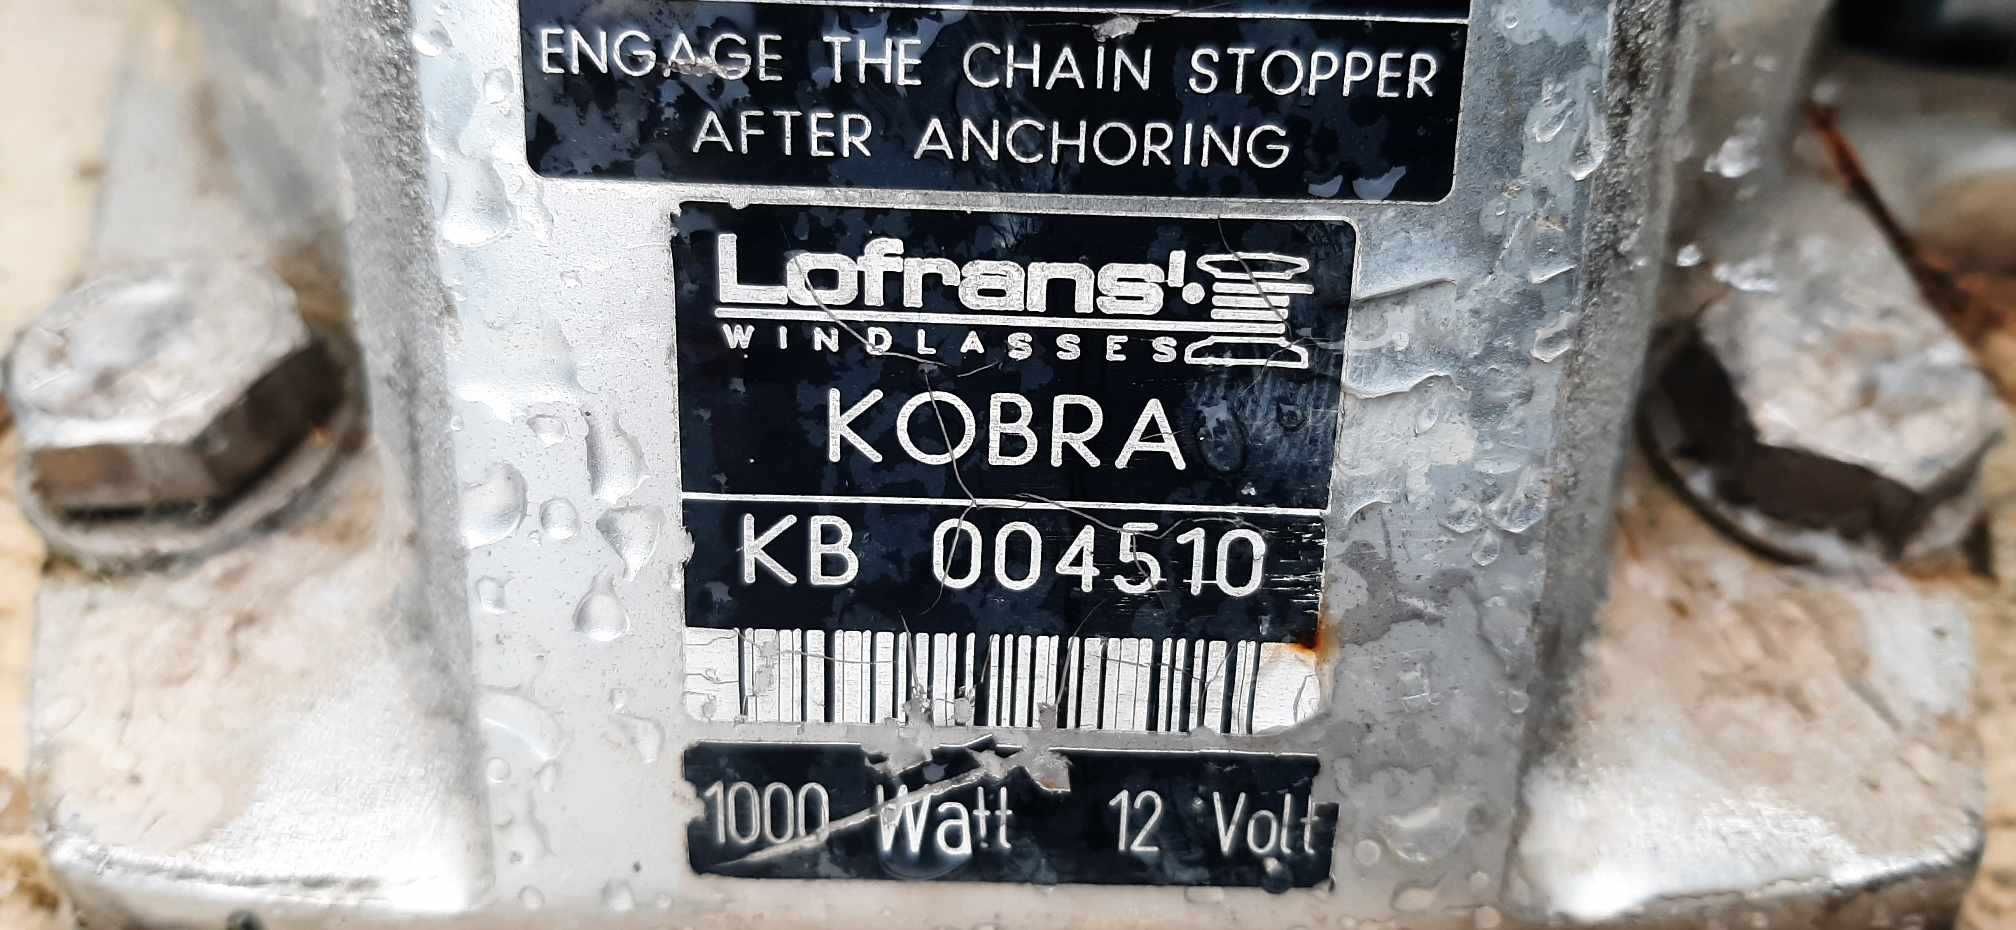 ENGAGE THE CHAIN STOPPER
AFTER ANCHORING
Lofrans'
WINDLASSES
KOBRA
KB 004510
1000 Watt 12 Volt